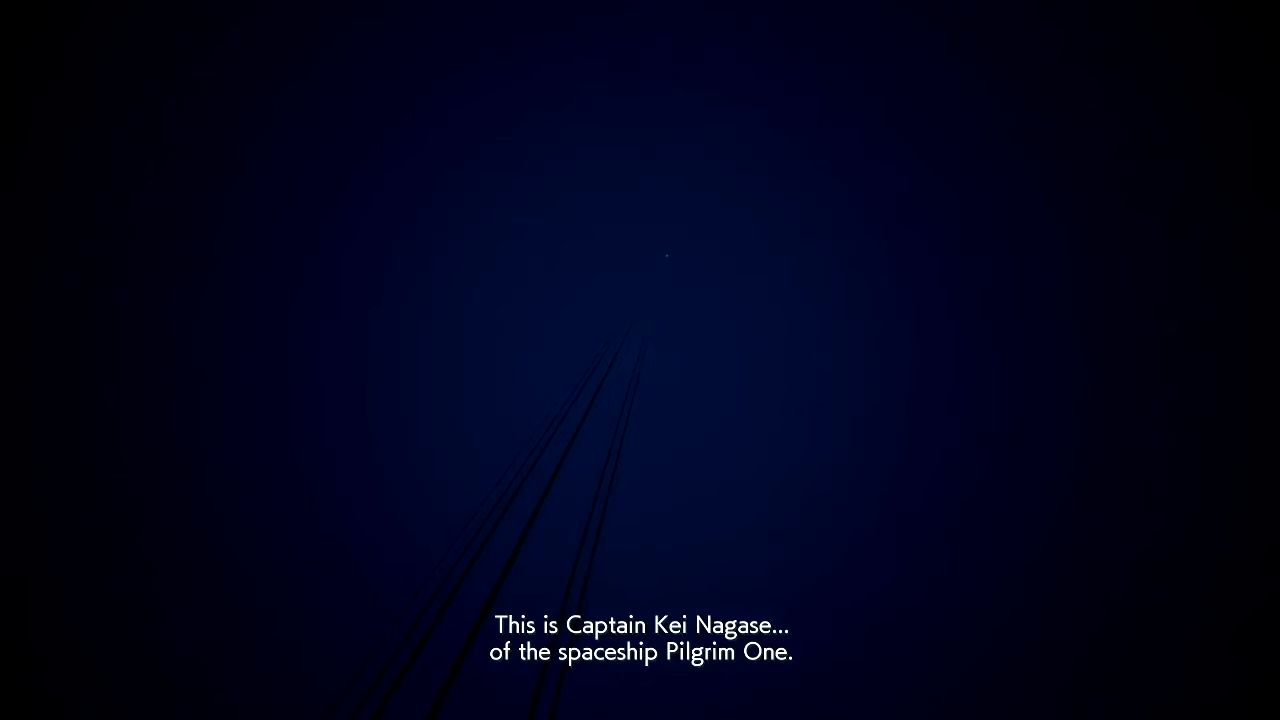 This is Captain Kei Nagase...
of the spaceship Pilgrim One.